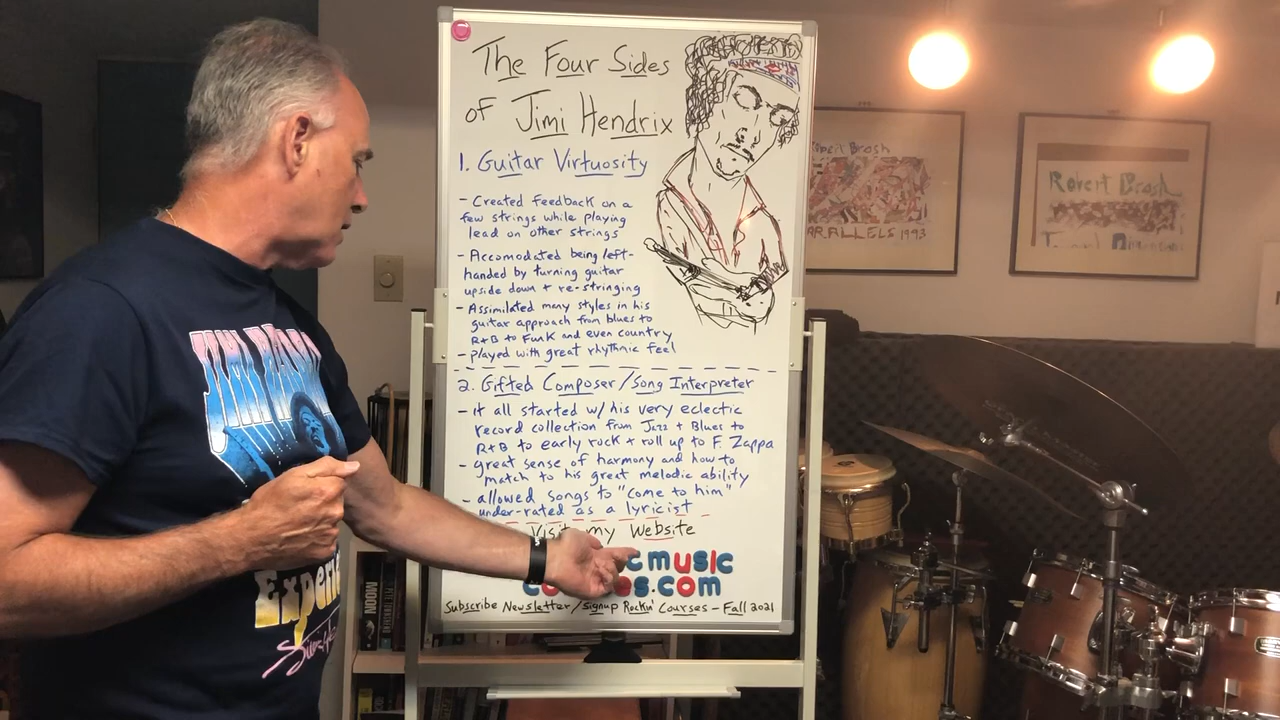 The Four Sides
of Jimi Hendrix
1. Guitar Virtuosity
- Created feedback on a
few strings while playing
lead on other strings
- Accomodated being left-
handed by turning guitar
upside down + re-stringing
- Assimilated many styles in his
guitar approach from blues to
R+B to Funk and even country
- played with great rhythmic feel
2. Gifted Composer/Song Interpreter
- it all started w/his very eclectic
record collection from Jazz + Blues to
R+B to early rock + roll up to F. Zappa
- great sense of harmony and how to
match to his great melodic ability
- allowed songs to "come to him"
under-rated as a lyricist
Visit my Website
music
.com
Subscribe Newsletter/Signup Rockin' Courses - Fall 2021
Robert Brosh
PARALLELS 1993
Robert Brosh
JIMI
Experie
MOON
PETE TOWNSHEND